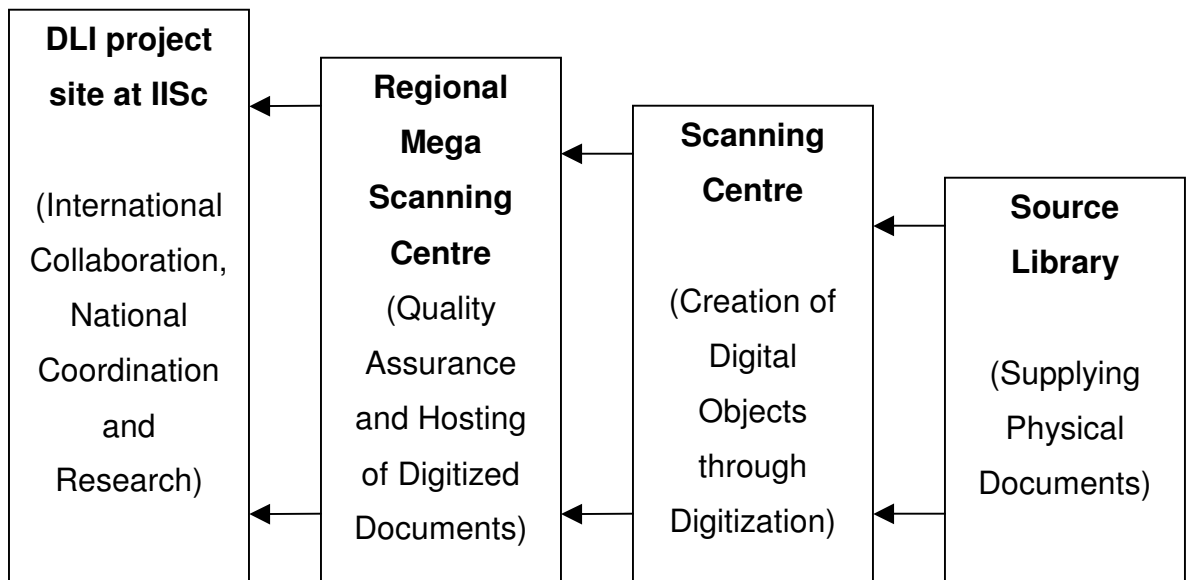 DLI project
site at IISc
(International
Collaboration,
National
Coordination
and
Research)
Regional
Mega
Scanning
Centre
(Quality
Assurance
and Hosting
of Digitized
Documents)
Scanning
Centre
(Creation of
Digital
Objects
through
Digitization)
Source
Library
(Supplying
Physical
Documents)